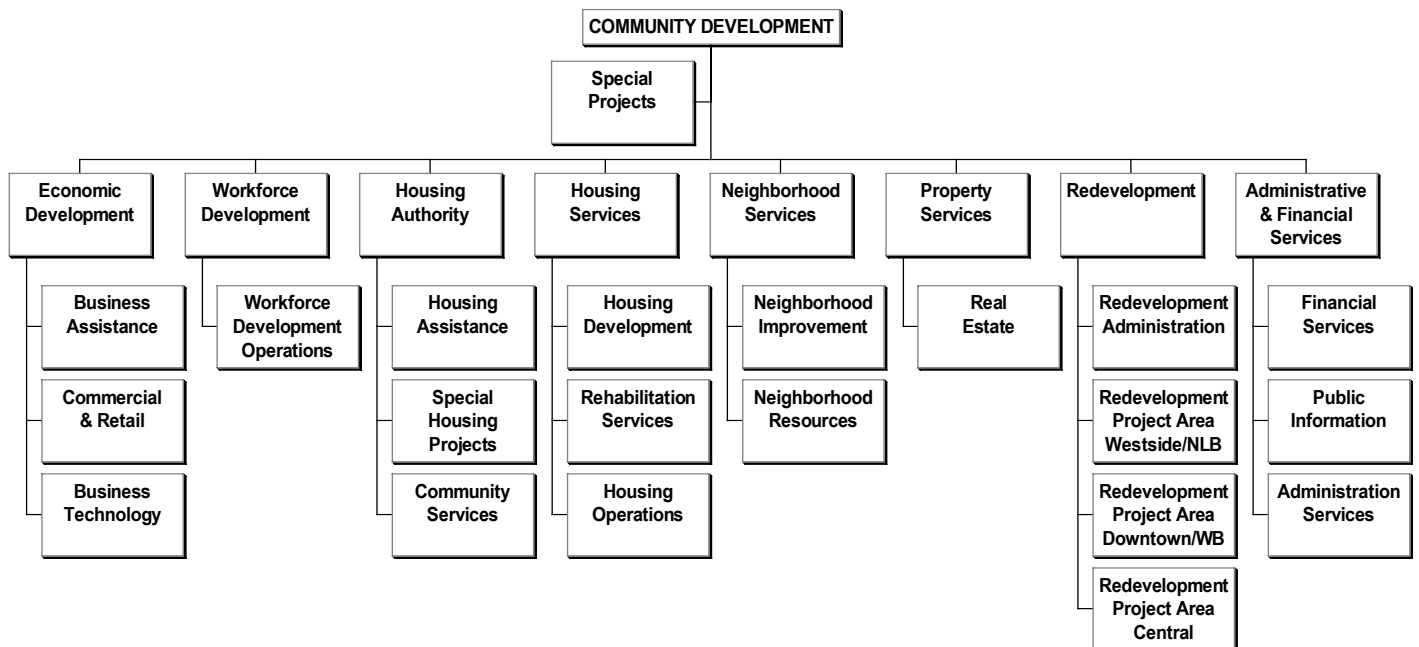 COMMUNITY DEVELOPMENT
Special
Projects
Economic
Development
Workforce
Development
Housing
Authority
Housing
Services
Neighborhood
Services
Property
Services
Redevelopment
Administrative
& Financial
Services
Business
Assistance
Workforce
Development
Operations
Housing
Assistance
Housing
Development
Neighborhood
Improvement
Real
Estate
Redevelopment
Administration
Financial
Services
Commercial
& Retail
Special
Housing
Projects
Rehabilitation
Services
Neighborhood
Resources
Redevelopment
Project Area
Westside/NLB
Public
Information
Business
Technology
Community
Services
Housing
Operations
Redevelopment
Project Area
Downtown/WB
Administration
Services
Redevelopment
Project Area
Central